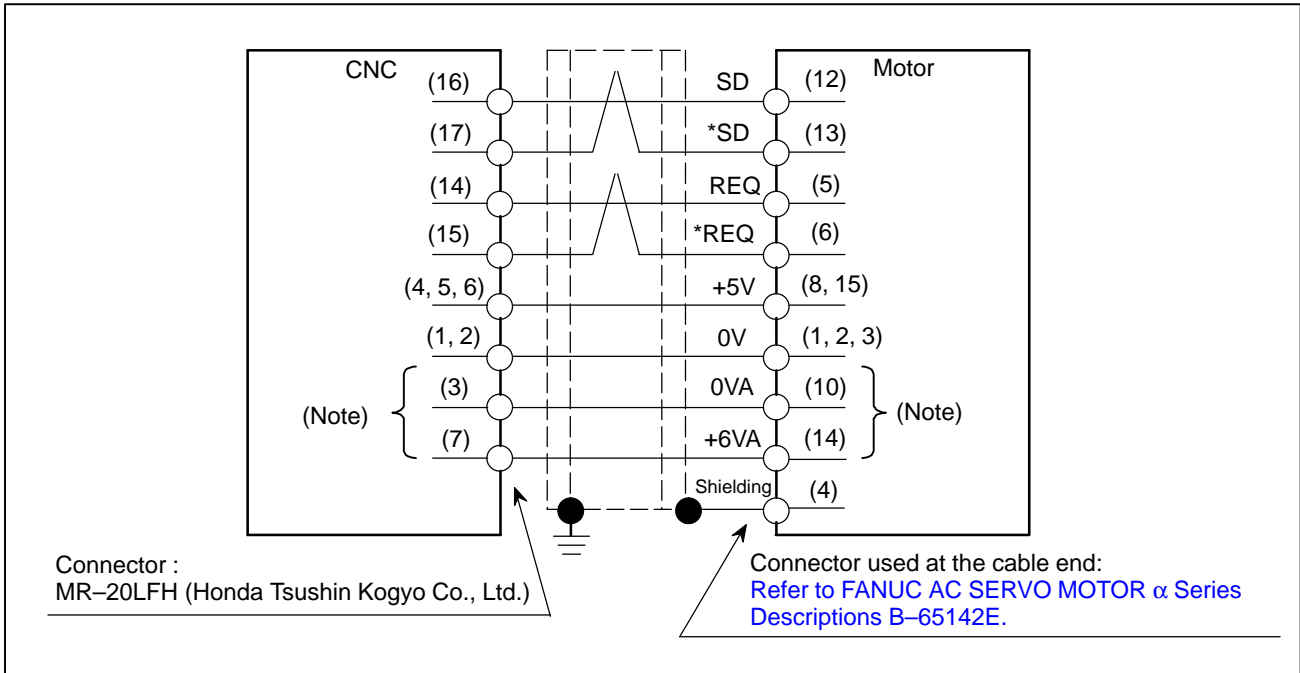 CNC
Motor
(16) SD (12)
(17) *SD (13)
(14) REQ (5)
(15) *REQ (6)
(4, 5, 6) +5V (8, 15)
(1, 2) 0V (1, 2, 3)
(3) 0VA (10)
(Note) (Note)
(7) +6VA (14)
Shielding (4)
Connector :
MR–20LFH (Honda Tsushin Kogyo Co., Ltd.)
Connector used at the cable end:
Refer to FANUC AC SERVO MOTOR α Series
Descriptions B–65142E.